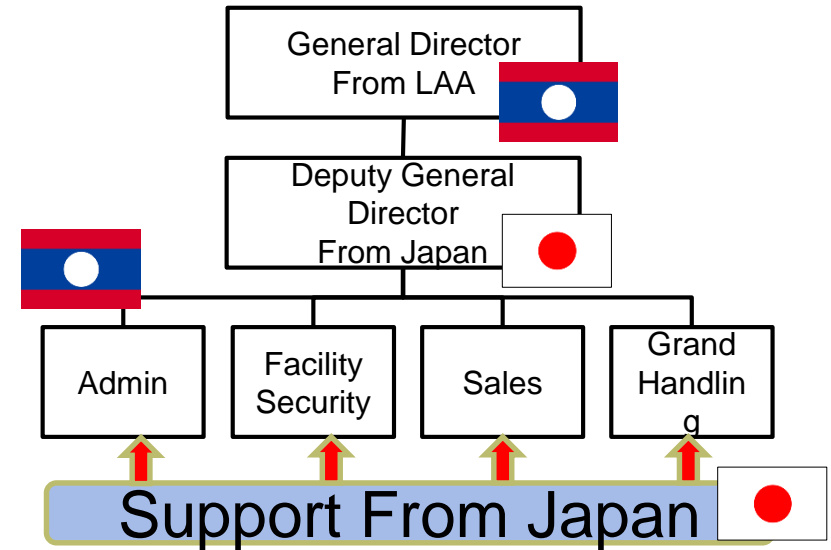 General Director
From LAA
Deputy General
Director
From Japan
Admin
Facility
Security
Sales
Grand
Handlin
g
Support From Japan